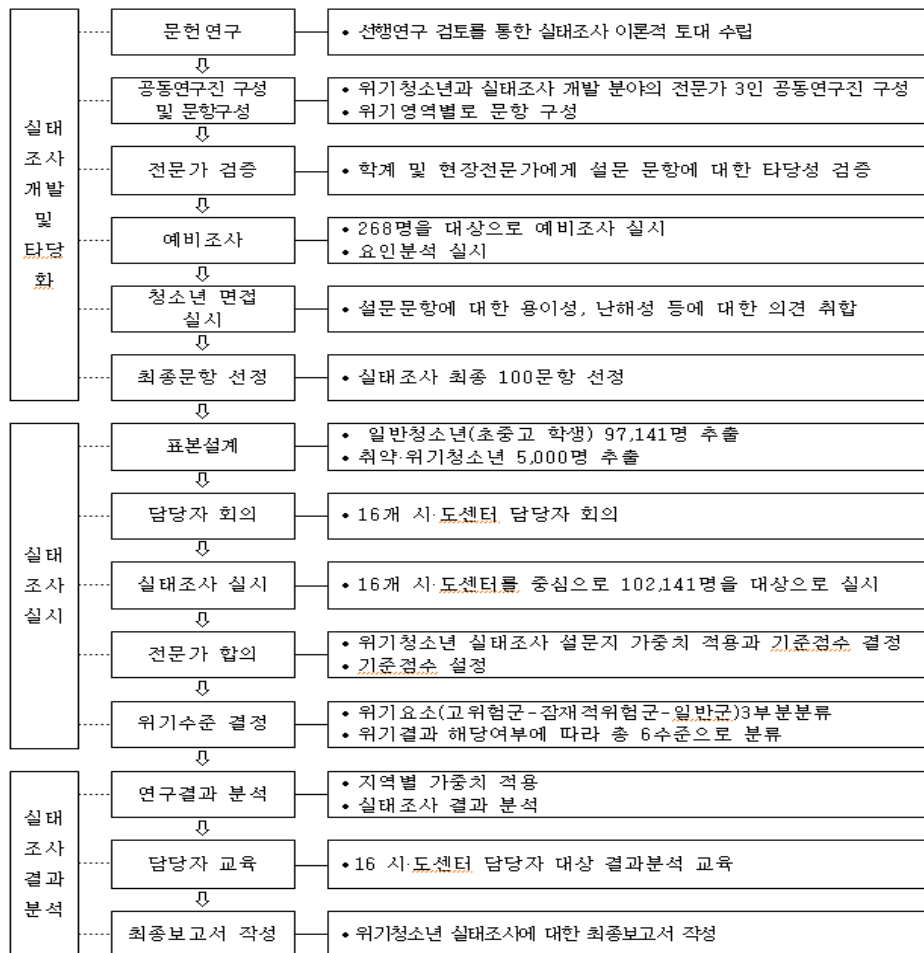 문헌연구
• 선행연구 검토를 통한 실태조사 이론적 토대 수립
공동연구진 구성
및 문항구성
• 위기청소년과 실태조사 개발 분야의 전문가 3인 공동연구진 구성
• 위기영역별로 문항 구성
실태
조사
개발
및
타당
화
전문가 검증
• 학계 및 현장전문가에게 설문 문항에 대한 타당성 검증
예비조사
• 268명을 대상으로 예비조사 실시
• 요인분석 실시
청소년 면접
실시
• 설문문항에 대한 용이성, 난해성 등에 대한 의견 취합
최종문항 선정
• 실태조사 최종 100문항 선정
표본설계
• 일반청소년(초중고 학생) 97,141명 추출
• 취약·위기청소년 5,000명 추출
담당자 회의
• 16개 시·도센터 담당자 회의
실태
조사
실시
실태조사 실시
• 16개 시·도센터를 중심으로 102,141명을 대상으로 실시
전문가 합의
• 위기청소년 실태조사 설문지 가중치 적용과 기준점수 결정
• 기준점수 설정
위기수준 결정
• 위기요소(고위험군-잠재적위험군-일반군)3부분분류
• 위기결과 해당여부에 따라 총 6수준으로 분류
연구결과 분석
• 지역별 가중치 적용
• 실태조사 결과 분석
실태
조사
결과
분석
담당자 교육
• 16 시·도센터 담당자 대상 결과분석 교육
최종보고서 작성
• 위기청소년 실태조사에 대한 최종보고서 작성